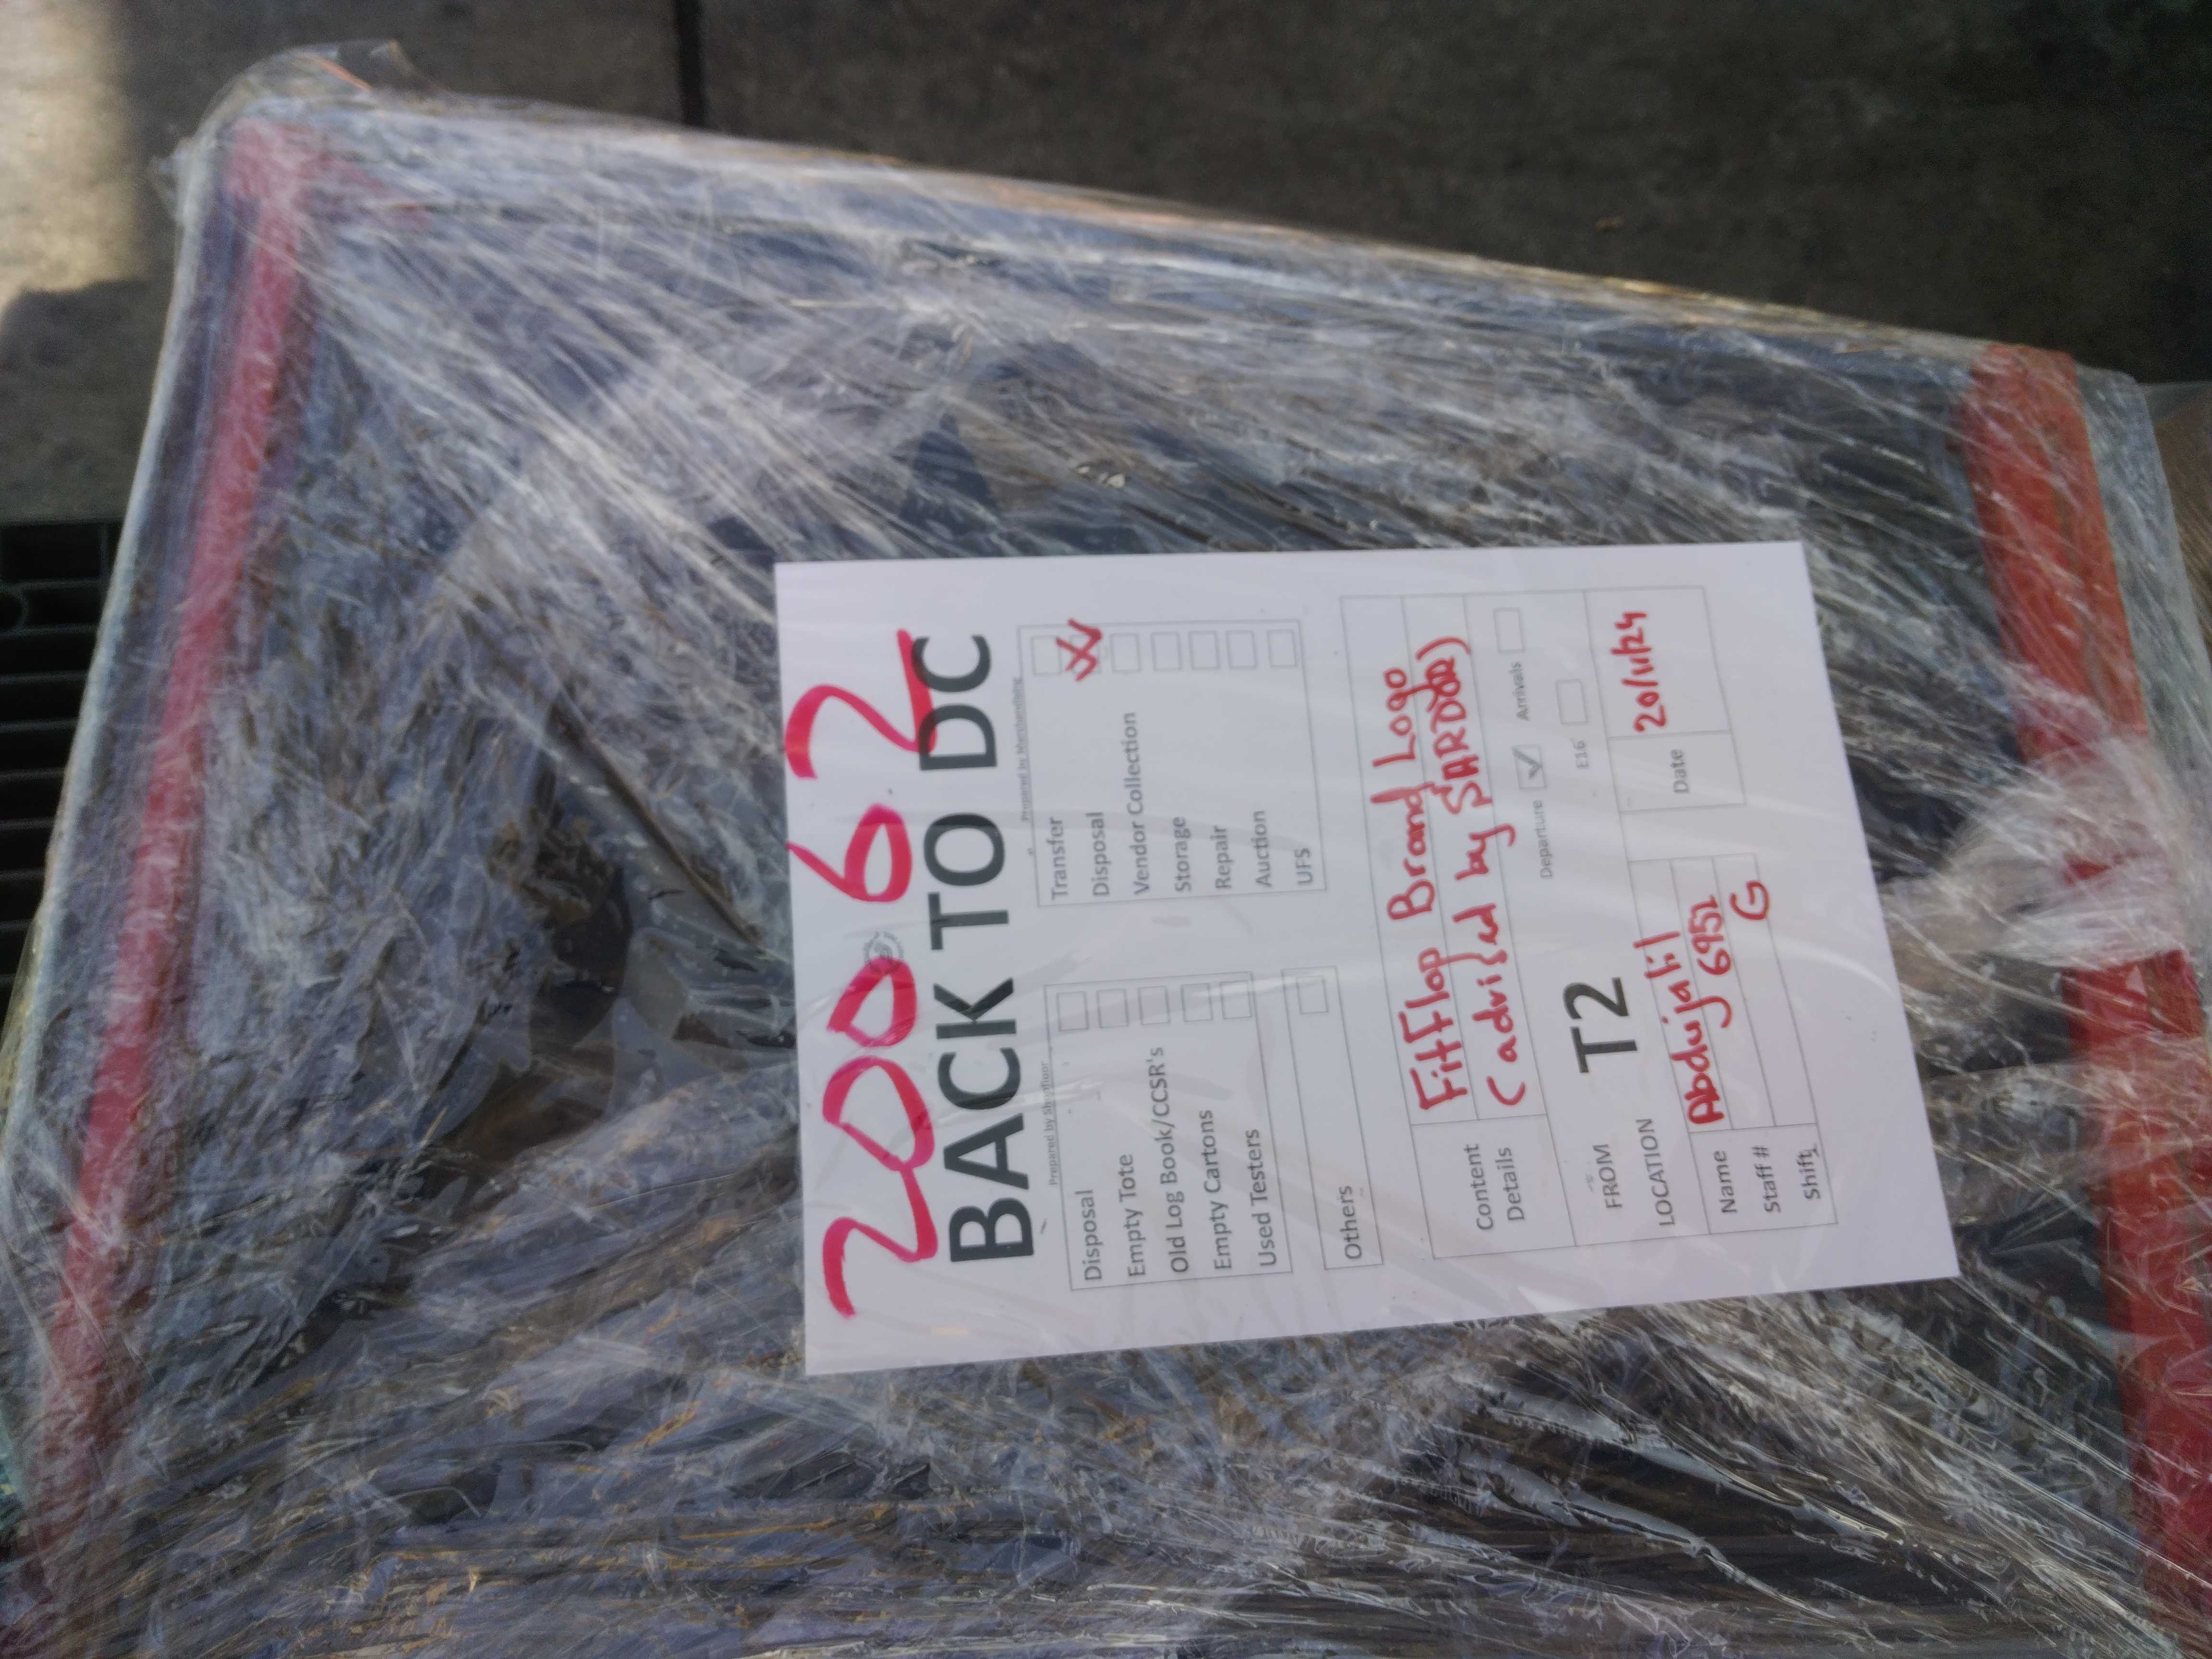 20062
BACK TO DC
Prepared by Shopfloor
Disposal
Empty Tote
Old Log Book/CCSR's
Empty Cartons
Used Testers
Others
Prepared by Merchandising
Transfer
Disposal
Vendor Collection
Storage
Repair
Auction
UFS
Content Details
FitFlop Brand Logo
(advised by SARDOR)
FROM LOCATION
T2
Departure
Arrivals
E16
Name
Abdujalil
Staff #
6952
Shift
G
Date
20/11/24